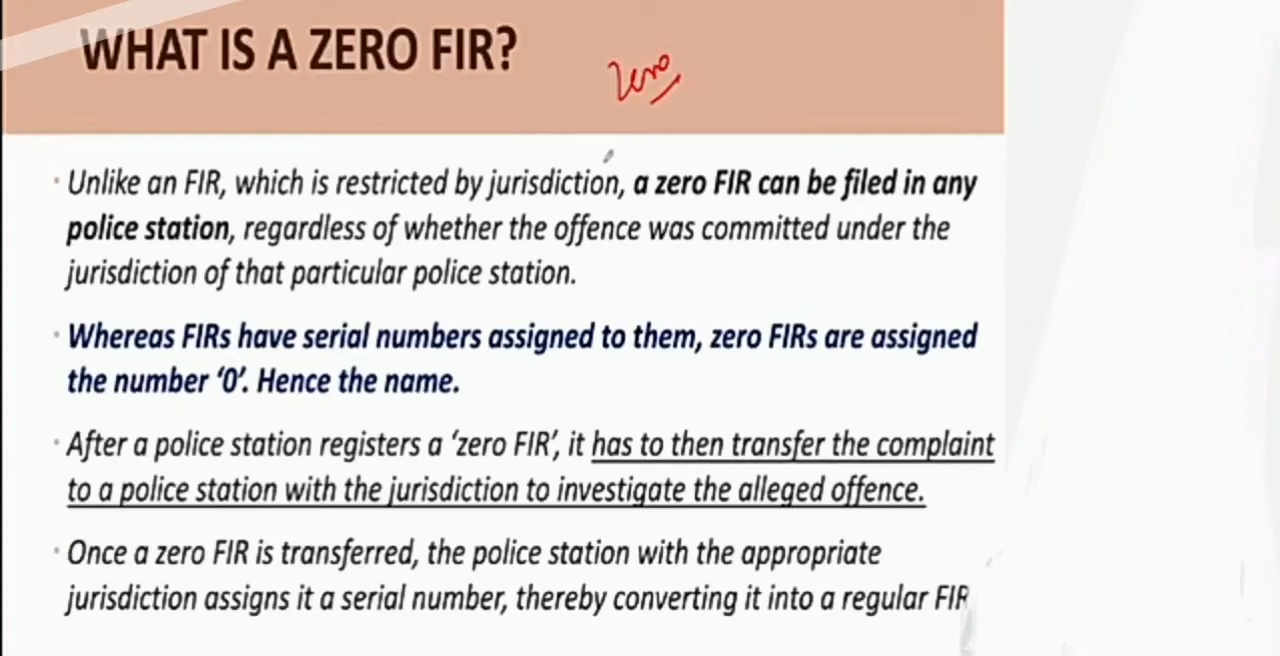 WHAT IS A ZERO FIR?
Zero
Unlike an FIR, which is restricted by jurisdiction, a zero FIR can be filed in any
police station, regardless of whether the offence was committed under the
jurisdiction of that particular police station.
Whereas FIRs have serial numbers assigned to them, zero FIRs are assigned
the number ‘0’. Hence the name.
After a police station registers a ‘zero FIR’, it has to then transfer the complaint
to a police station with the jurisdiction to investigate the alleged offence.
Once a zero FIR is transferred, the police station with the appropriate
jurisdiction assigns it a serial number, thereby converting it into a regular FIR